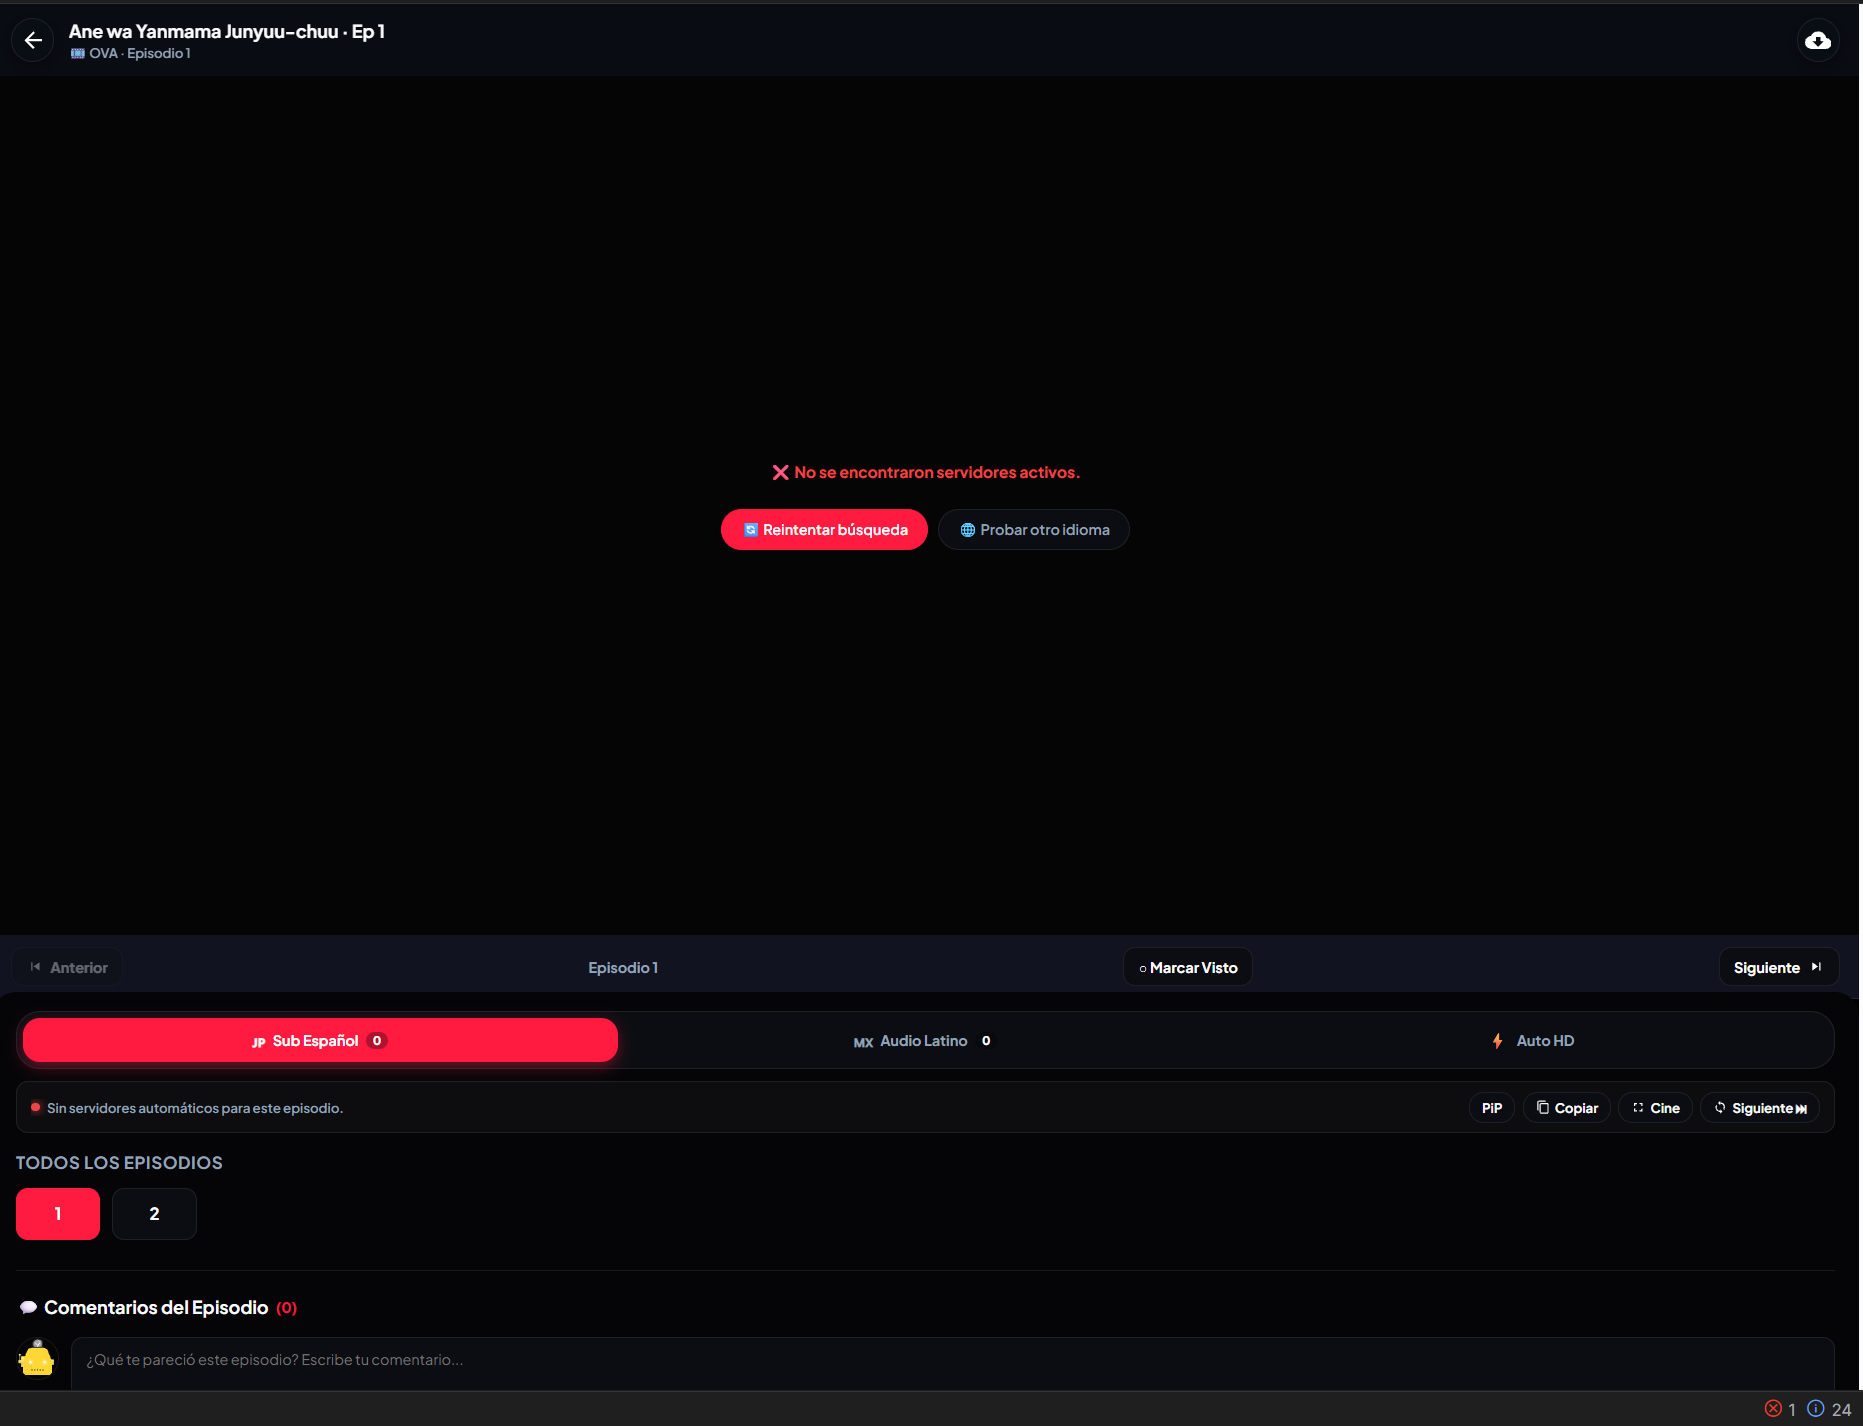 Ane wa Yanmama Junyuu-chuu · Ep 1
OVA · Episodio 1
No se encontraron servidores activos.
Reintentar búsqueda
Probar otro idioma
Anterior
Episodio 1
○ Marcar Visto
Siguiente
JP Sub Español 0
MX Audio Latino 0
Auto HD
Sin servidores automáticos para este episodio.
PiP
Copiar
Cine
Siguiente
TODOS LOS EPISODIOS
1
2
Comentarios del Episodio (0)
¿Qué te pareció este episodio? Escribe tu comentario...
1
24